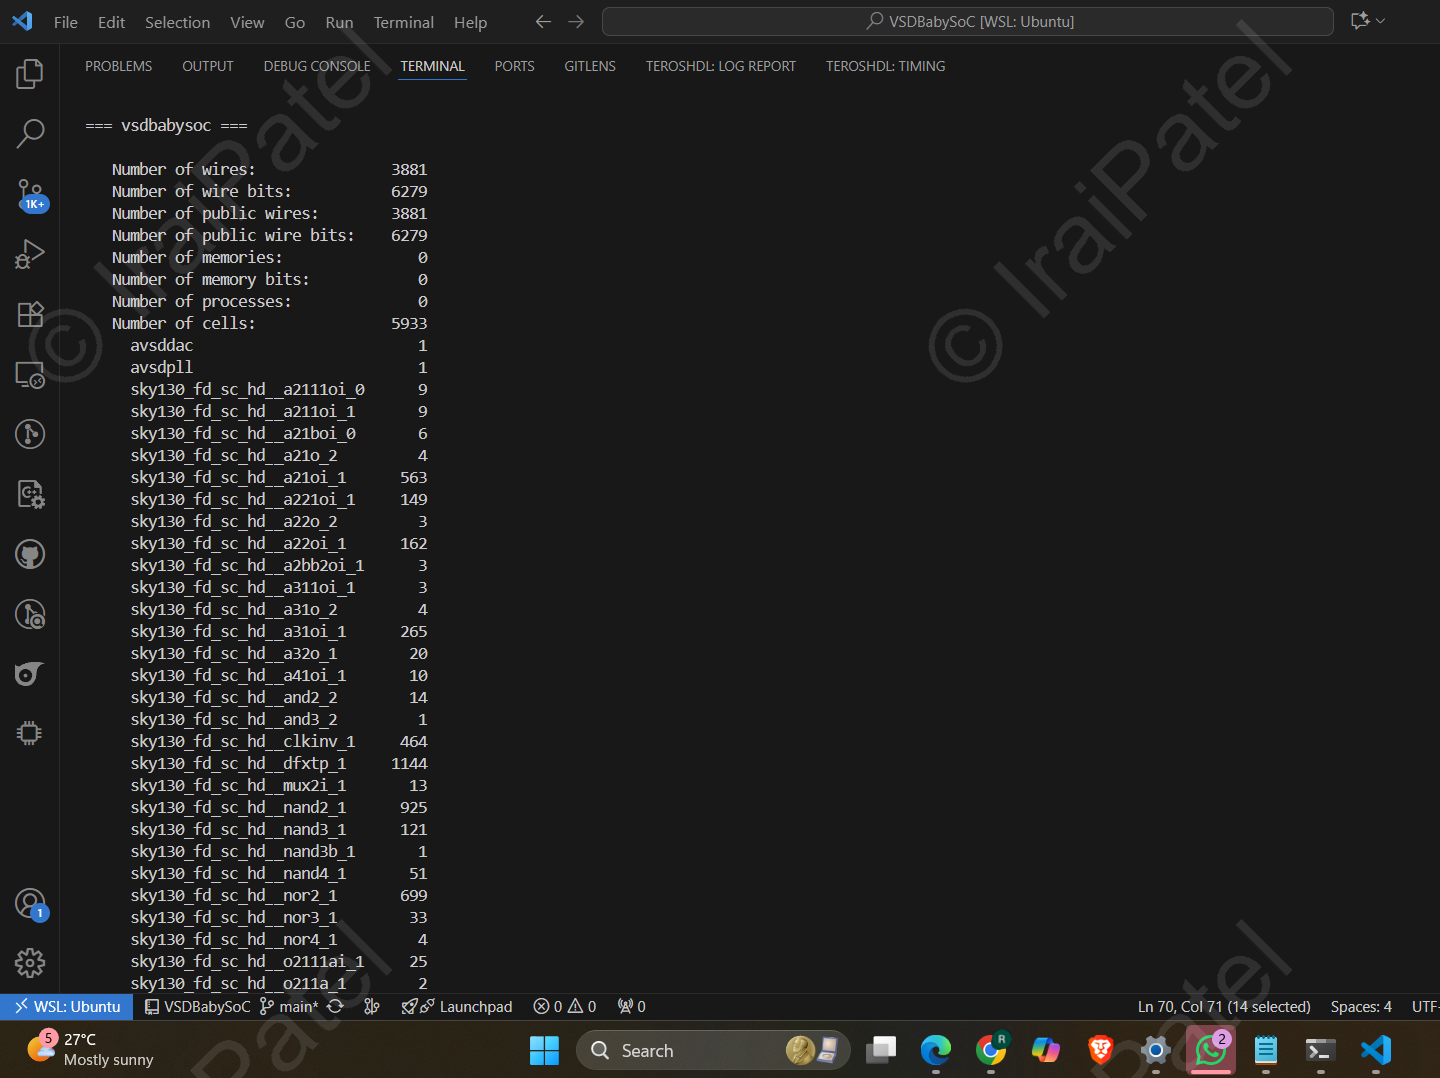 File Edit Selection View Go Run Terminal Help VSDBabySoC [WSL: Ubuntu]
PROBLEMS OUTPUT DEBUG CONSOLE TERMINAL PORTS GITLENS TEROSHDL: LOG REPORT TEROSHDL: TIMING
=== vsdbabysoc ===
Number of wires: 3881
Number of wire bits: 6279
Number of public wires: 3881
Number of public wire bits: 6279
Number of memories: 0
Number of memory bits: 0
Number of processes: 0
Number of cells: 5933
avsddac 1
avsdpll 1
sky130_fd_sc_hd__a2111oi_0 9
sky130_fd_sc_hd__a211oi_1 9
sky130_fd_sc_hd__a21boi_0 6
sky130_fd_sc_hd__a21o_2 4
sky130_fd_sc_hd__a21oi_1 563
sky130_fd_sc_hd__a221oi_1 149
sky130_fd_sc_hd__a22o_2 3
sky130_fd_sc_hd__a22oi_1 162
sky130_fd_sc_hd__a2bb2oi_1 3
sky130_fd_sc_hd__a311oi_1 3
sky130_fd_sc_hd__a31o_2 4
sky130_fd_sc_hd__a31oi_1 265
sky130_fd_sc_hd__a32o_1 20
sky130_fd_sc_hd__a41oi_1 10
sky130_fd_sc_hd__and2_2 14
sky130_fd_sc_hd__and3_2 1
sky130_fd_sc_hd__clkinv_1 464
sky130_fd_sc_hd__dfxtp_1 1144
sky130_fd_sc_hd__mux2i_1 13
sky130_fd_sc_hd__nand2_1 925
sky130_fd_sc_hd__nand3_1 121
sky130_fd_sc_hd__nand3b_1 1
sky130_fd_sc_hd__nand4_1 51
sky130_fd_sc_hd__nor2_1 699
sky130_fd_sc_hd__nor3_1 33
sky130_fd_sc_hd__nor4_1 4
sky130_fd_sc_hd__o2111ai_1 25
sky130_fd_sc_hd__o211a_1 2
1K+
1
© IraiPatel
© IraiPatel
IraiPatel
IraiPatel
WSL: Ubuntu VSDBabySoC main* Launchpad 0 0 0 Ln 70, Col 71 (14 selected) Spaces: 4 UTF-
5 27°C
Mostly sunny
Search
R
2